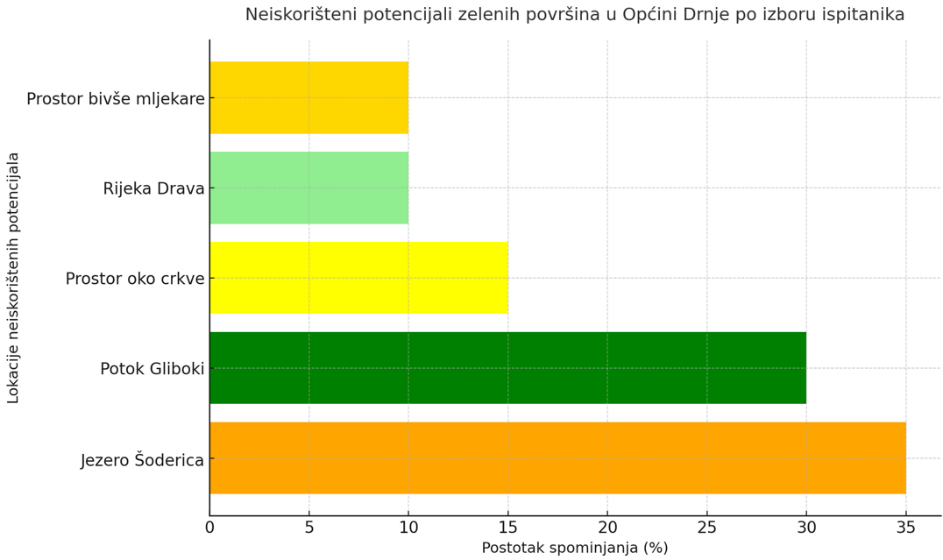 Neiskorišteni potencijali zelenih površina u Općini Drnje po izboru ispitanika
Lokacije neiskorištenih potencijala
Prostor bivše mljekare
Rijeka Drava
Prostor oko crkve
Potok Gliboki
Jezero Šoderica
0 5 10 15 20 25 30 35
Postotak spominjanja (%)